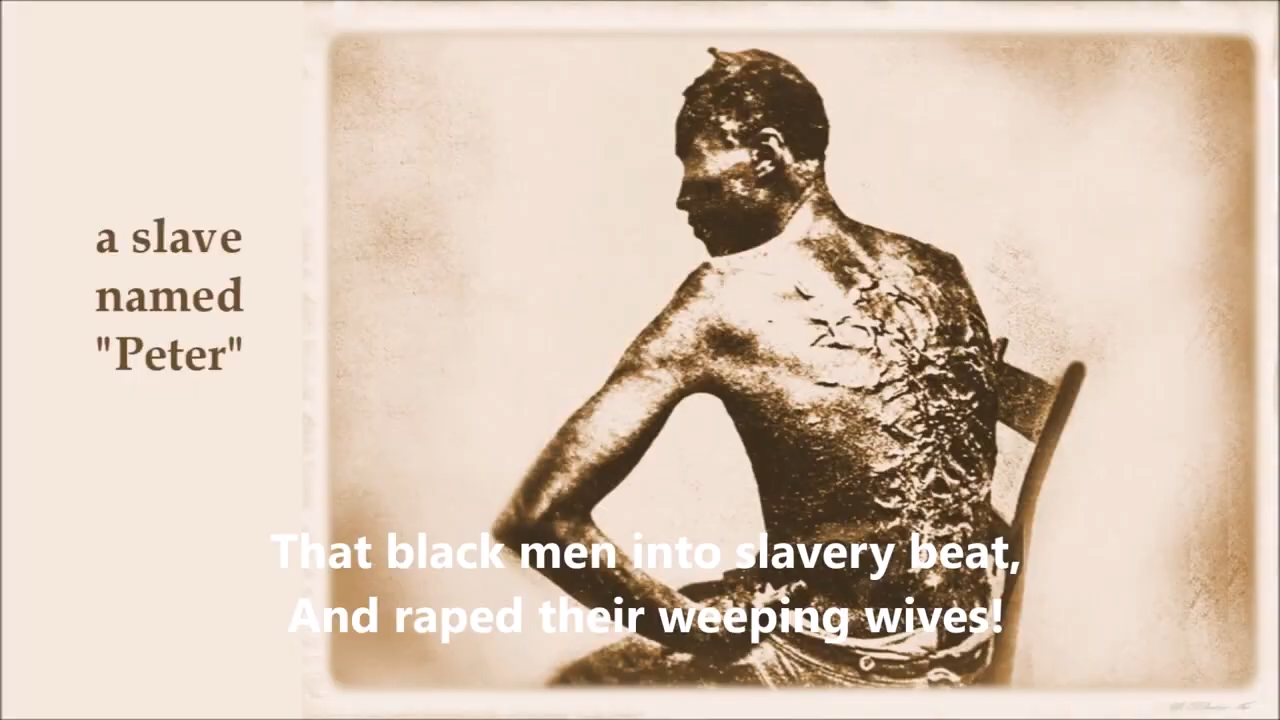 a slave
named
"Peter"
That black men into slavery beat,
And raped their weeping wives!